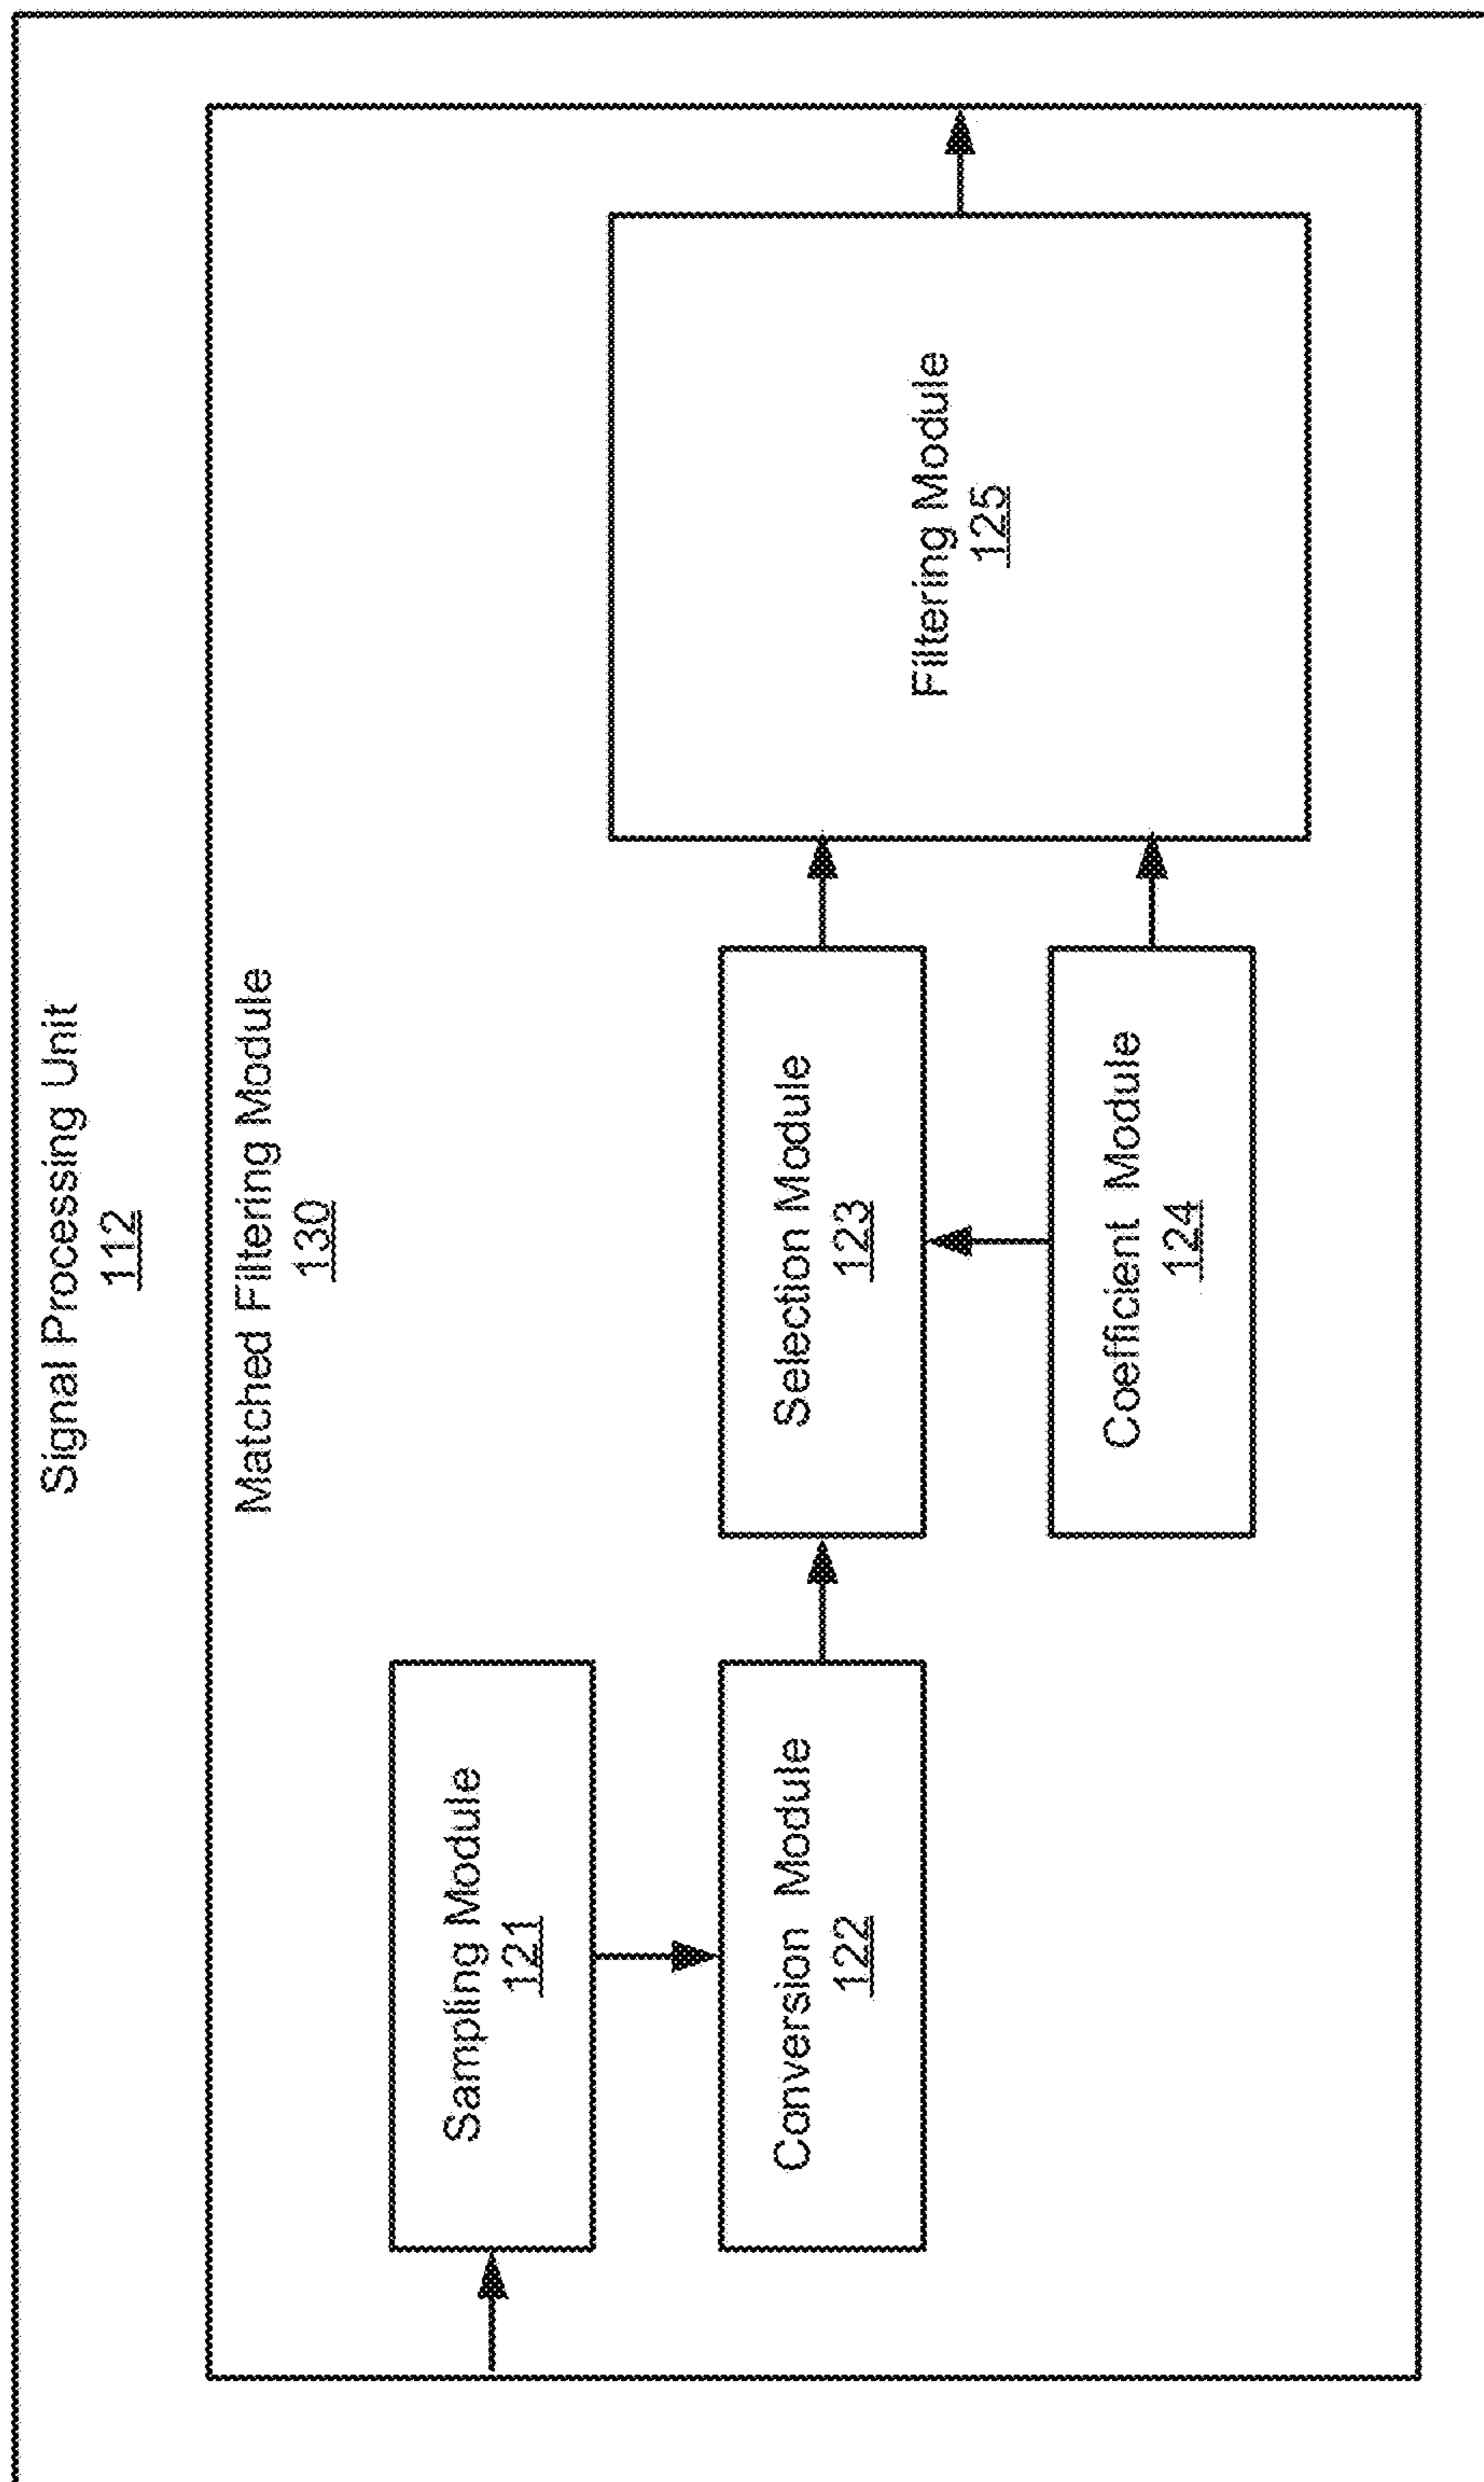 Signal Processing Unit
112
Matched Filtering Module
130
Sampling Module
121
Conversion Module
122
Selection Module
123
Coefficient Module
124
Filtering Module
125